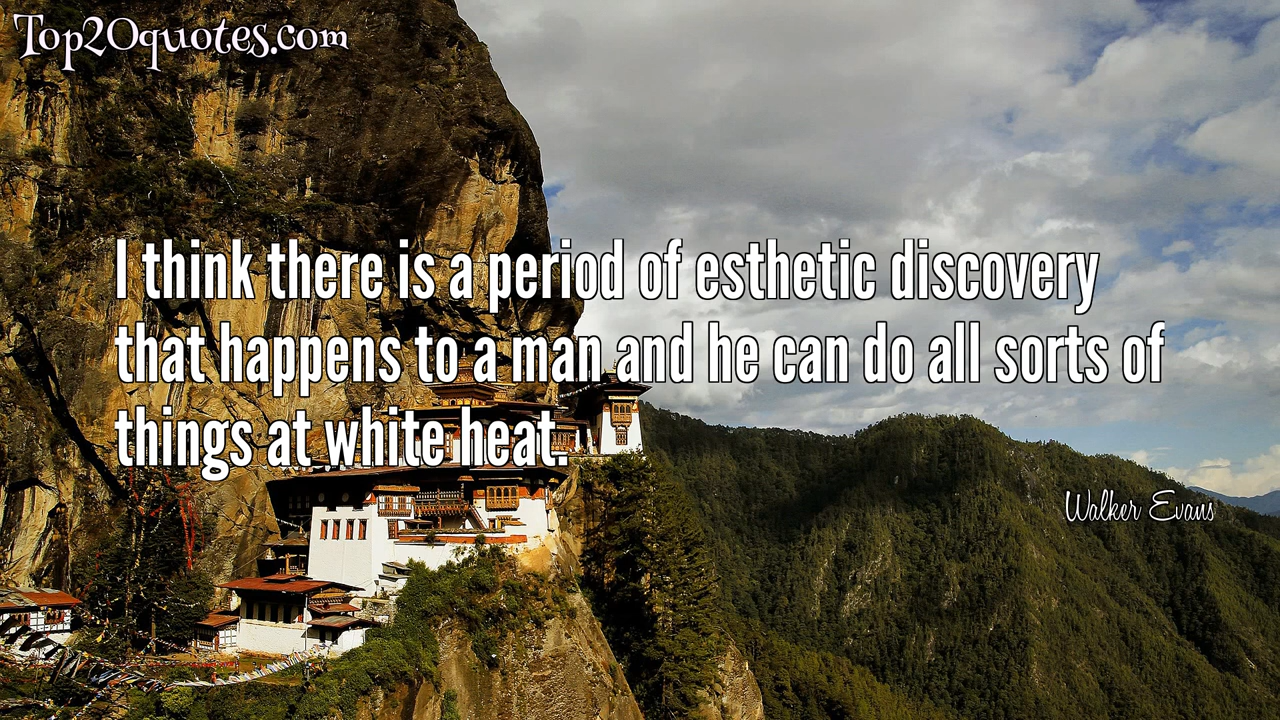 Top20quotes.com
I think there is a period of esthetic discovery
that happens to a man and he can do all sorts of
things at white heat.
Walker Evans